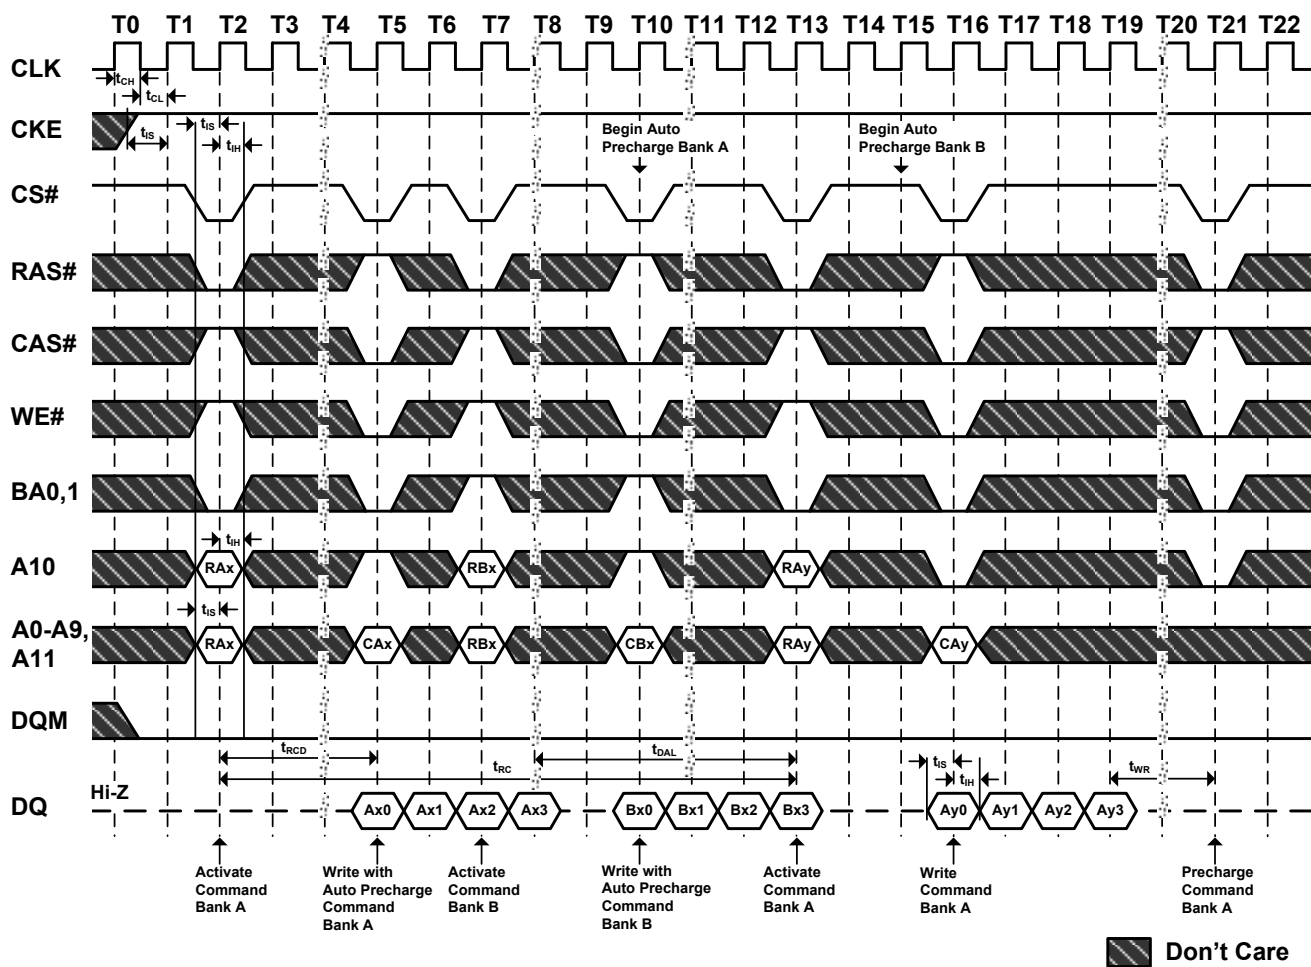 T0 T1 T2 T3 T4 T5 T6 T7 T8 T9 T10 T11 T12 T13 T14 T15 T16 T17 T18 T19 T20 T21 T22
CLK
tCH
tCL
CKE
tIS
tIS
tIH
Begin Auto
Precharge Bank A
Begin Auto
Precharge Bank B
CS#
RAS#
CAS#
WE#
BA0,1
tIH
A10
RAx RBx RAy
tIS
A0-A9,
A11
RAx CAx RBx CBx RAy CAy
DQM
tRCD
tDAL
tRC
tIS
tIH
tWR
Hi-Z
DQ
Ax0 Ax1 Ax2 Ax3 Bx0 Bx1 Bx2 Bx3 Ay0 Ay1 Ay2 Ay3
Activate
Command
Bank A
Write with
Auto Precharge
Command
Bank A
Activate
Command
Bank B
Write with
Auto Precharge
Command
Bank B
Activate
Command
Bank A
Write
Command
Bank A
Precharge
Command
Bank A
Don't Care